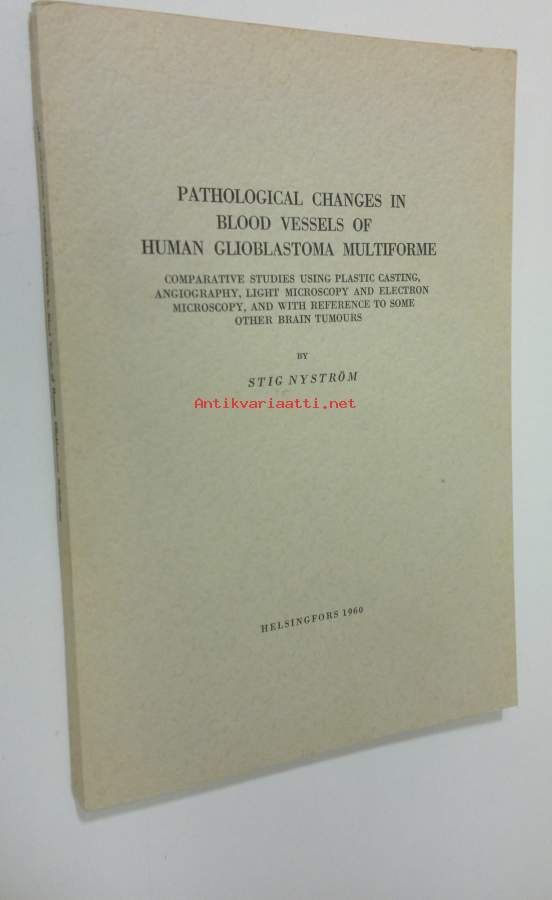 PATHOLOGICAL CHANGES IN
BLOOD VESSELS OF
HUMAN GLIOBLASTOMA MULTIFORME
COMPARATIVE STUDIES USING PLASTIC CASTING,
ANGIOGRAPHY, LIGHT MICROSCOPY AND ELECTRON
MICROSCOPY, AND WITH REFERENCE TO SOME
OTHER BRAIN TUMOURS
BY
STIG NYSTRÖM
Antikvariaatti.net
HELSINGFORS 1960